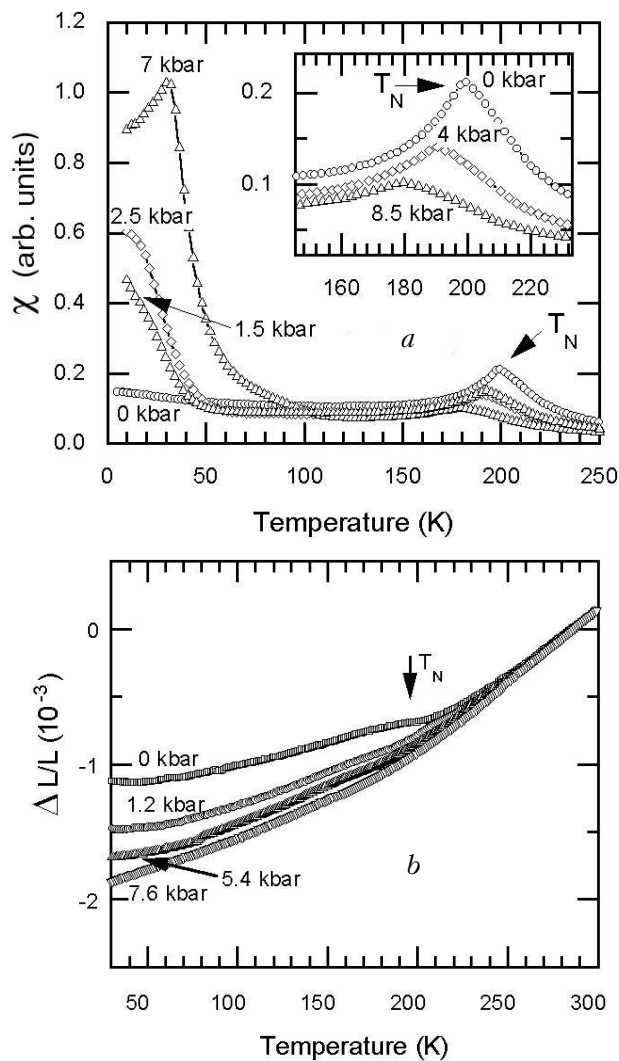 1.2
1.0
0.8
0.6
0.4
0.2
0.0
χ (arb. units)
7 kbar
2.5 kbar
1.5 kbar
0 kbar
a
T_N
0.2
0.1
T_N
0 kbar
4 kbar
8.5 kbar
160 180 200 220
0 50 100 150 200 250
Temperature (K)
0
-1
-2
Δ L/L (10^-3)
T_N
0 kbar
1.2 kbar
5.4 kbar
7.6 kbar
b
50 100 150 200 250 300
Temperature (K)